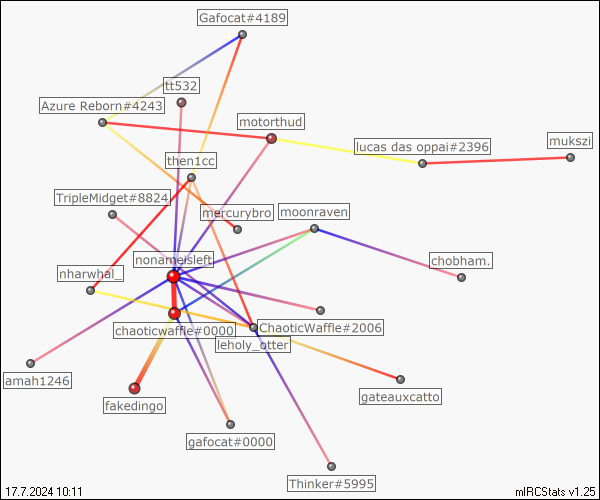 Gafocat#4189
tt532
Azure Reborn#4243
motorthud
mukszi
lucas das oppai#2396
then1cc
TripleMidget#8824
mercurybro
moonraven
nonameisleft
chobham.
nharwhal_
chaoticwaffle#0000
ChaoticWaffle#2006
leholy_otter
amah1246
gateauxcatto
fakedingo
gafocat#0000
Thinker#5995
17.7.2024 10:11
mIRCStats v1.25